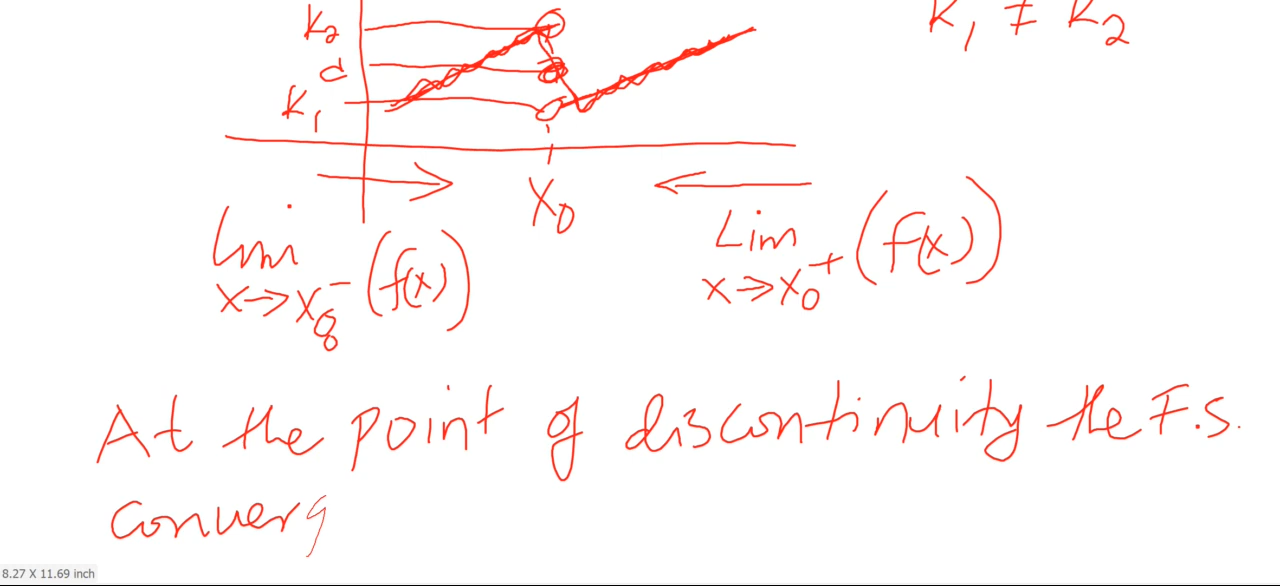 K2
K1 ≠ K2
d
K1
x0
lim
x→x0⁻ (f(x))
Lim
x→x0⁺ (f(x))
At the point of discontinuity the F.S.
converg
8.27 X 11.69 inch